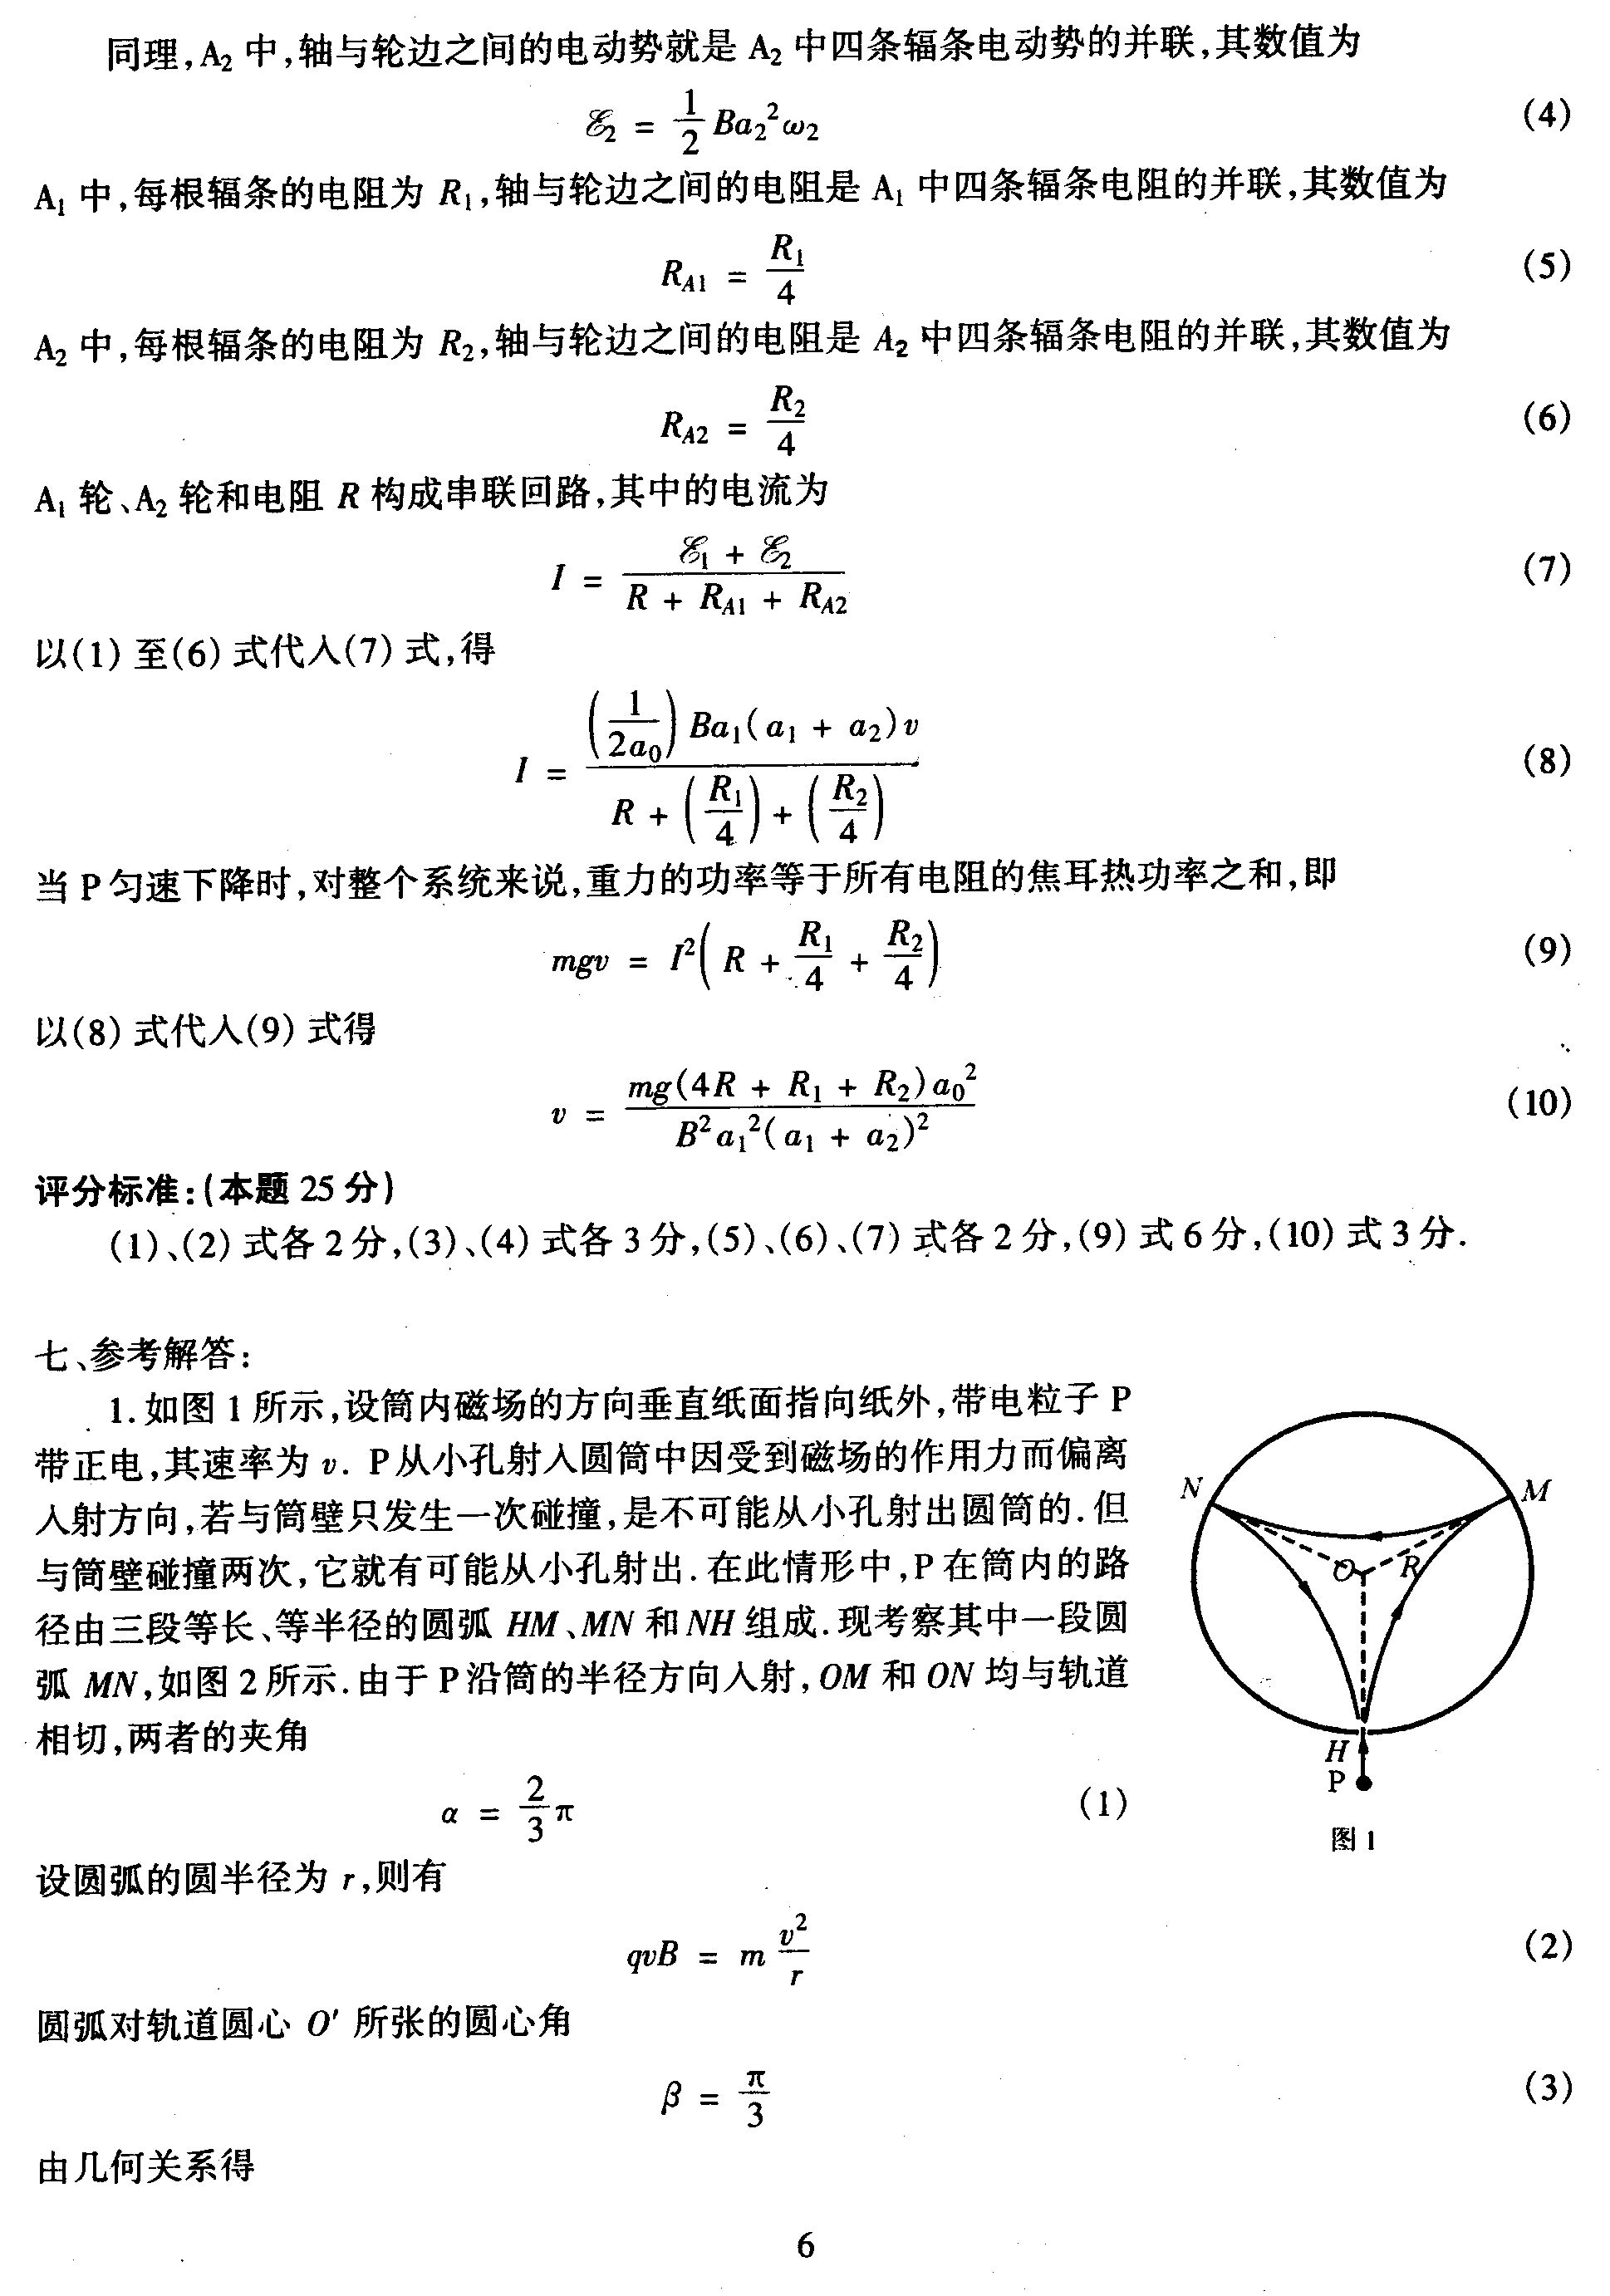 同理,A₂ 中,轴与轮边之间的电动势就是 A₂ 中四条辐条电动势的并联,其数值为
ℰ₂ = \frac{1}{2} Ba₂²ω₂ (4)
A₁ 中,每根辐条的电阻为 R₁,轴与轮边之间的电阻是 A₁ 中四条辐条电阻的并联,其数值为
R_{A1} = \frac{R₁}{4} (5)
A₂ 中,每根辐条的电阻为 R₂,轴与轮边之间的电阻是 A₂ 中四条辐条电阻的并联,其数值为
R_{A2} = \frac{R₂}{4} (6)
A₁ 轮、A₂ 轮和电阻 R 构成串联回路,其中的电流为
I = \frac{ℰ₁ + ℰ₂}{R + R_{A1} + R_{A2}} (7)
以(1) 至(6) 式代入(7) 式,得
I = \frac{(\frac{1}{2a₀}) Ba₁(a₁ + a₂)v}{R + (\frac{R₁}{4}) + (\frac{R₂}{4})} (8)
当 P 匀速下降时,对整个系统来说,重力的功率等于所有电阻的焦耳热功率之和,即
mgv = I²(R + \frac{R₁}{4} + \frac{R₂}{4}) (9)
以(8) 式代入(9) 式得
v = \frac{mg(4R + R₁ + R₂)a₀²}{B²a₁²(a₁ + a₂)²} (10)
评分标准:(本题 25 分)
(1)、(2) 式各 2 分,(3)、(4) 式各 3 分,(5)、(6)、(7) 式各 2 分,(9) 式 6 分,(10) 式 3 分.
七、参考解答:
1. 如图 1 所示,设筒内磁场的方向垂直纸面指向纸外,带电粒子 P
带正电,其速率为 v. P 从小孔射入圆筒中因受到磁场的作用力而偏离
入射方向,若与筒壁只发生一次碰撞,是不可能从小孔射出圆筒的. 但
与筒壁碰撞两次,它就有可能从小孔射出. 在此情形中,P 在筒内的路
径由三段等长、等半径的圆弧 HM、MN 和 NH 组成. 现考察其中一段圆
弧 MN,如图 2 所示. 由于 P 沿筒的半径方向入射,OM 和 ON 均与轨道
相切,两者的夹角
α = \frac{2}{3}π (1)
N
M
O
R
H
P
图 1
设圆弧的圆半径为 r,则有
qvB = m \frac{v²}{r} (2)
圆弧对轨道圆心 O′ 所张的圆心角
β = \frac{π}{3} (3)
由几何关系得
6